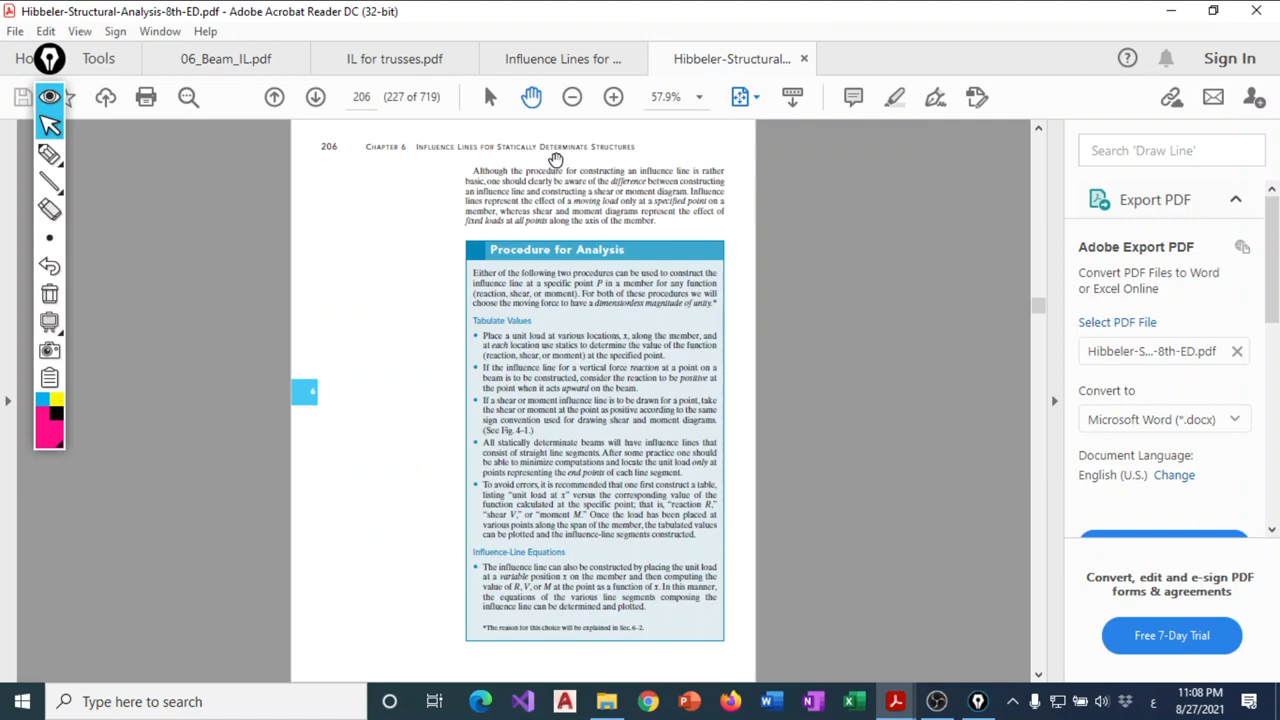 Hibbeler-Structural-Analysis-8th-ED.pdf - Adobe Acrobat Reader DC (32-bit)
File Edit View Sign Window Help
Ho Tools 06_Beam_IL.pdf IL for trusses.pdf Influence Lines for ... Hibbeler-Structural... Sign In
206 (227 of 719) 57.9%
206 CHAPTER 6 INFLUENCE LINES FOR STATICALLY DETERMINATE STRUCTURES
Although the procedure for constructing an influence line is rather
basic, one should clearly be aware of the difference between constructing
an influence line and constructing a shear or moment diagram. Influence
lines represent the effect of a moving load only at a specified point on a
member, whereas shear and moment diagrams represent the effect of
fixed loads at all points along the axis of the member.
Procedure for Analysis
Either of the following two procedures can be used to construct the
influence line at a specific point P in a member for any function
(reaction, shear, or moment). For both of these procedures we will
choose the moving force to have a dimensionless magnitude of unity.*
Tabulate Values
• Place a unit load at various locations, x, along the member, and
at each location use statics to determine the value of the function
(reaction, shear, or moment) at the specified point.
• If the influence line for a vertical force reaction at a point on a
beam is to be constructed, consider the reaction to be positive at
the point when it acts upward on the beam.
• If a shear or moment influence line is to be drawn for a point, take
the shear or moment at the point as positive according to the same
sign convention used for drawing shear and moment diagrams.
(See Fig. 4–1.)
• All statically determinate beams will have influence lines that
consist of straight line segments. After some practice one should
be able to minimize computations and locate the unit load only at
points representing the end points of each line segment.
• To avoid errors, it is recommended that one first construct a table,
listing “unit load at x” versus the corresponding value of the
function calculated at the specific point; that is, “reaction R,”
“shear V,” or “moment M.” Once the load has been placed at
various points along the span of the member, the tabulated values
can be plotted and the influence-line segments constructed.
Influence-Line Equations
• The influence line can also be constructed by placing the unit load
at a variable position x on the member and then computing the
value of R, V, or M at the point as a function of x. In this manner,
the equations of the various line segments composing the
influence line can be determined and plotted.
*The reason for this choice will be explained in Sec. 6–2.
6
Search 'Draw Line'
Export PDF
Adobe Export PDF
Convert PDF Files to Word
or Excel Online
Select PDF File
Hibbeler-S...-8th-ED.pdf
Convert to
Microsoft Word (*.docx)
Document Language:
English (U.S.) Change
Convert, edit and e-sign PDF
forms & agreements
Free 7-Day Trial
Type here to search
ع
11:08 PM
8/27/2021